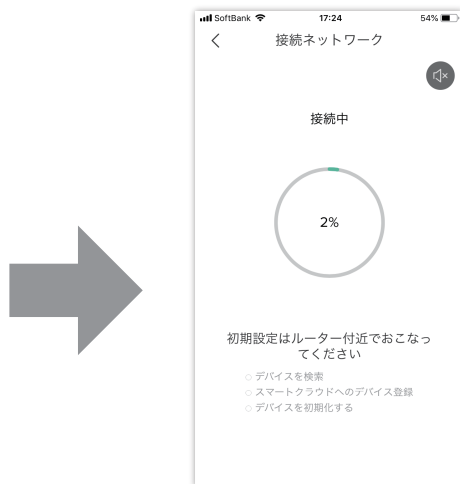 SoftBank 17:24 54%
接続ネットワーク
接続中
2%
初期設定はルーター付近でおこなっ
てください
デバイスを検索
スマートクラウドへのデバイス登録
デバイスを初期化する